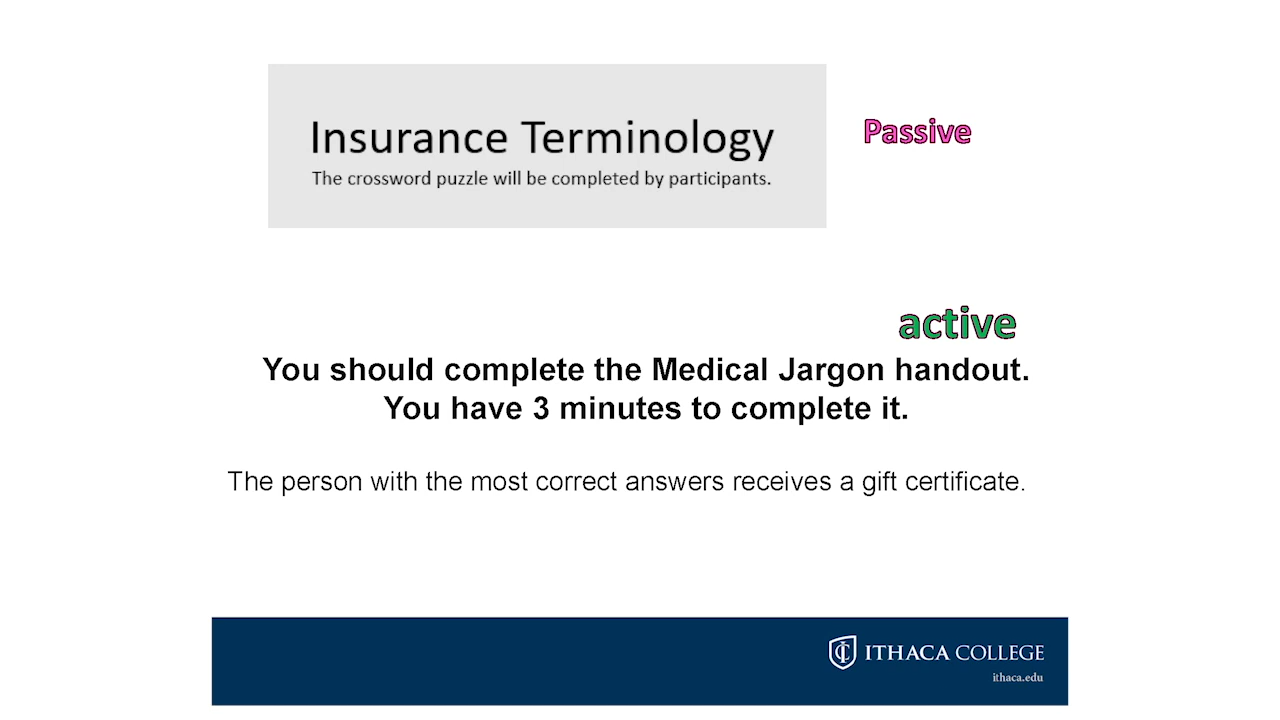 Insurance Terminology
Passive
The crossword puzzle will be completed by participants.
active
You should complete the Medical Jargon handout.
You have 3 minutes to complete it.
The person with the most correct answers receives a gift certificate.
ITHACA COLLEGE
ithaca.edu